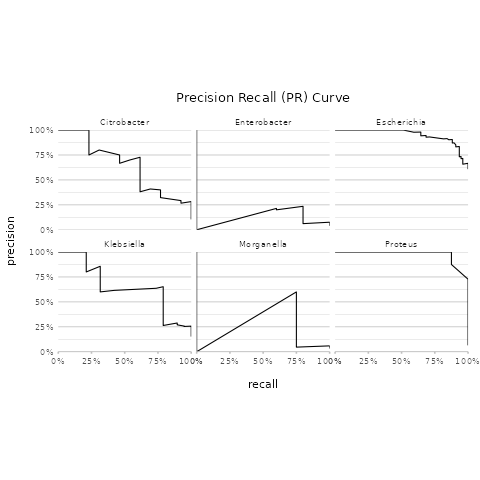 Precision Recall (PR) Curve
Citrobacter Enterobacter Escherichia
100%
75%
50%
25%
0%
precision
Klebsiella Morganella Proteus
100%
75%
50%
25%
0%
0% 25% 50% 75% 100% 0% 25% 50% 75% 100% 0% 25% 50% 75% 100%
recall